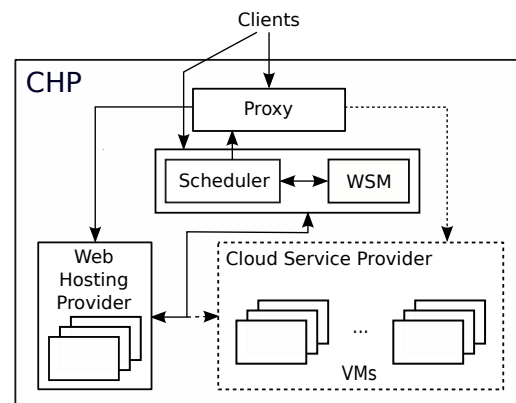 Clients
CHP
Proxy
Scheduler
WSM
Web
Hosting
Provider
Cloud Service Provider
...
VMs